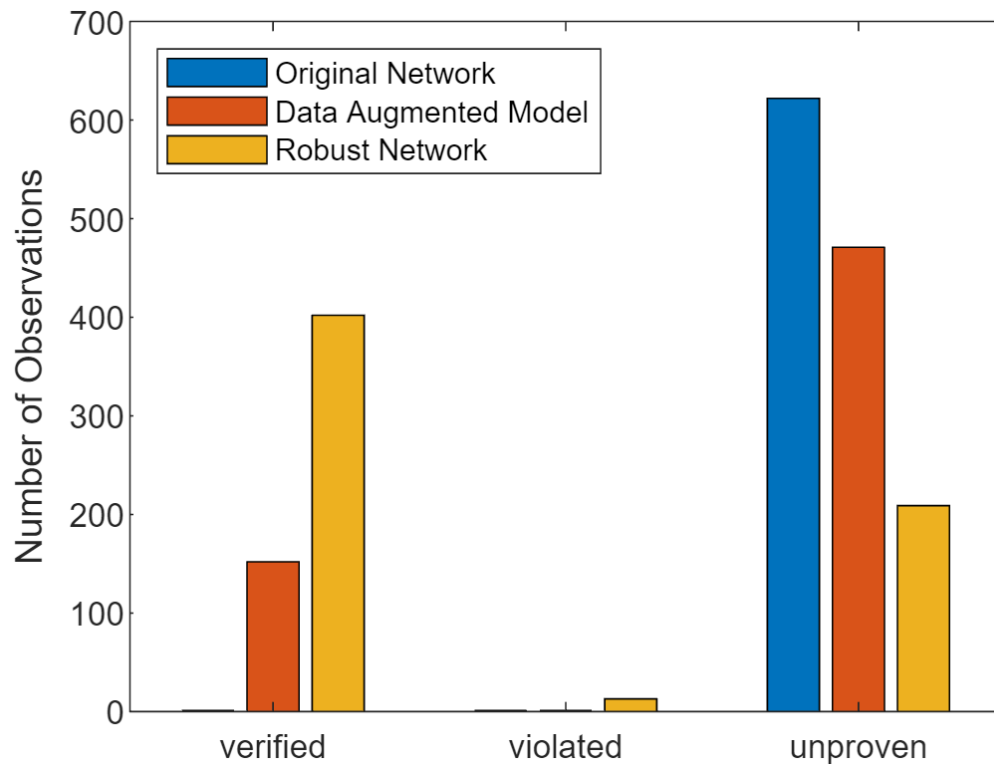 700
600
500
400
300
200
100
0
Number of Observations
Original Network
Data Augmented Model
Robust Network
verified
violated
unproven